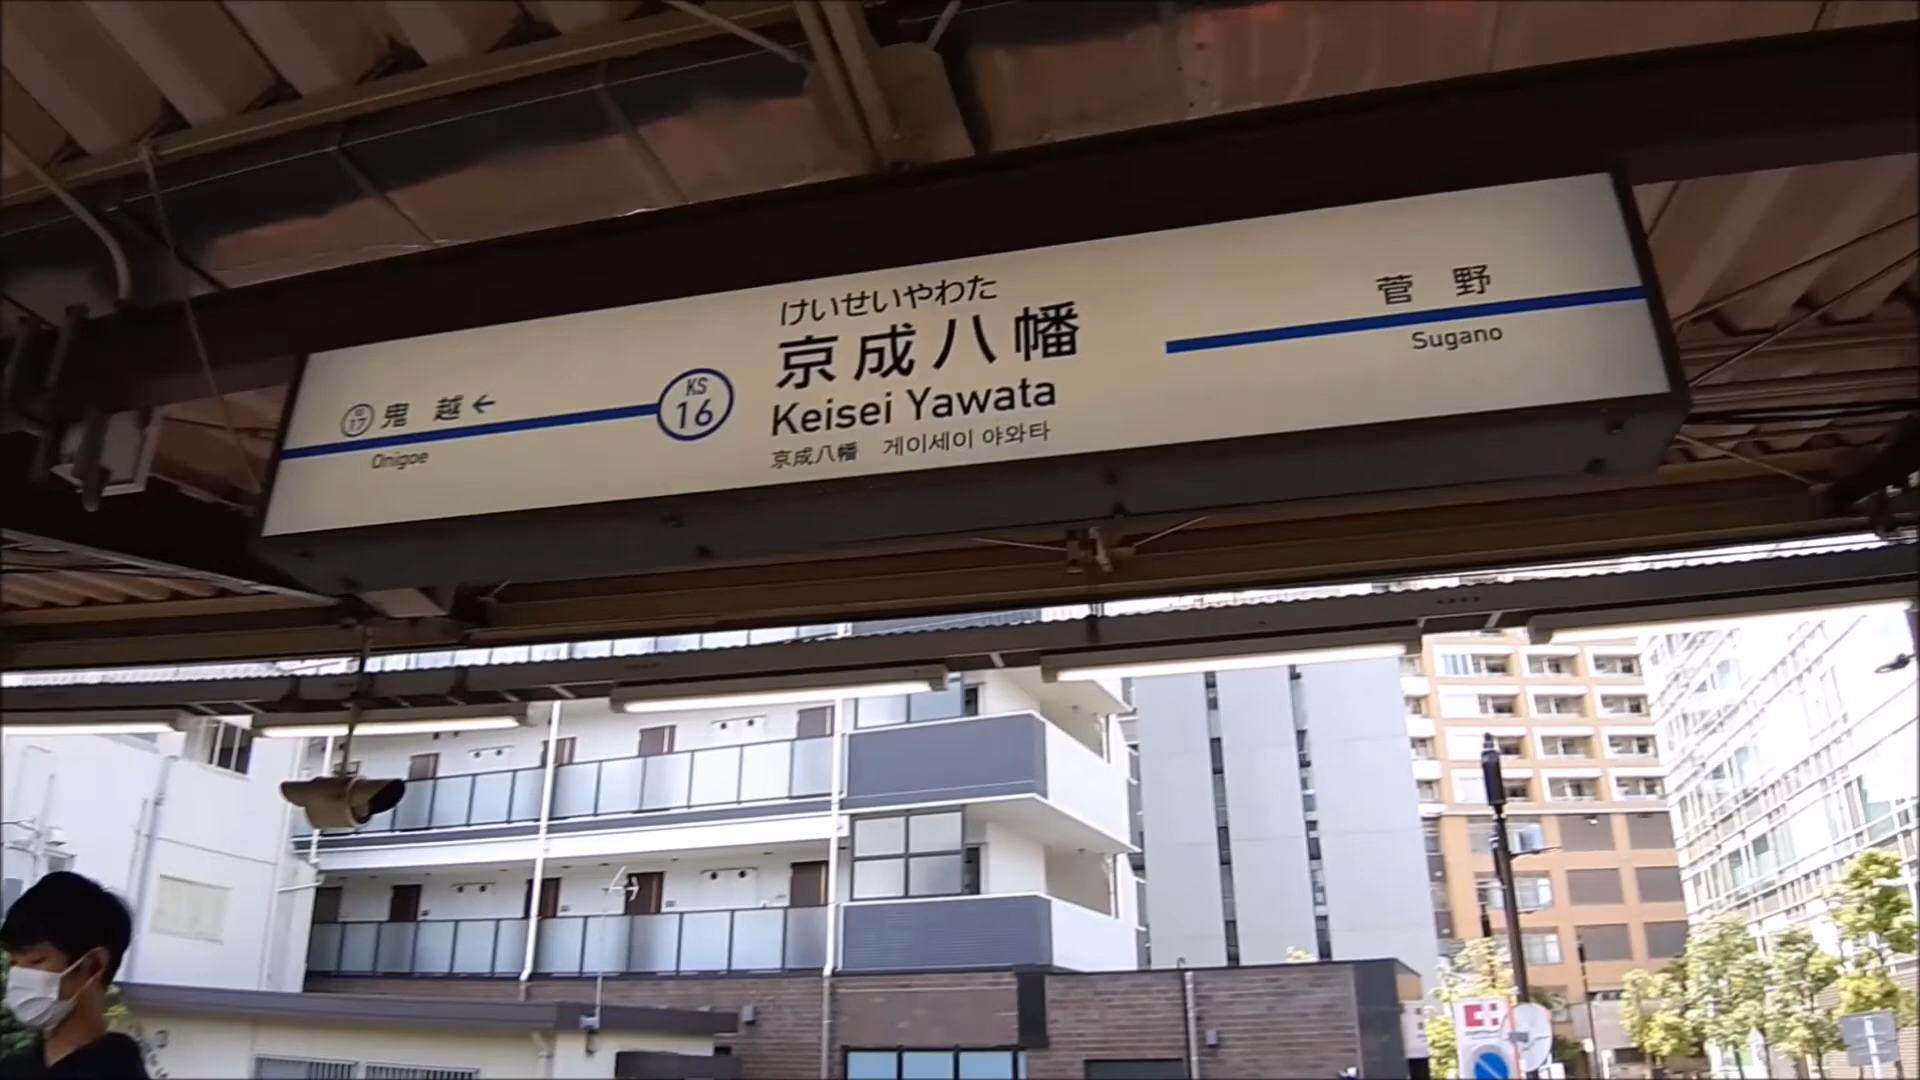 けいせいやわた
京成八幡
Keisei Yawata
京成八幡 게이세이 야와타
KS
16
17
鬼越←
Onigoe
菅野
Sugano